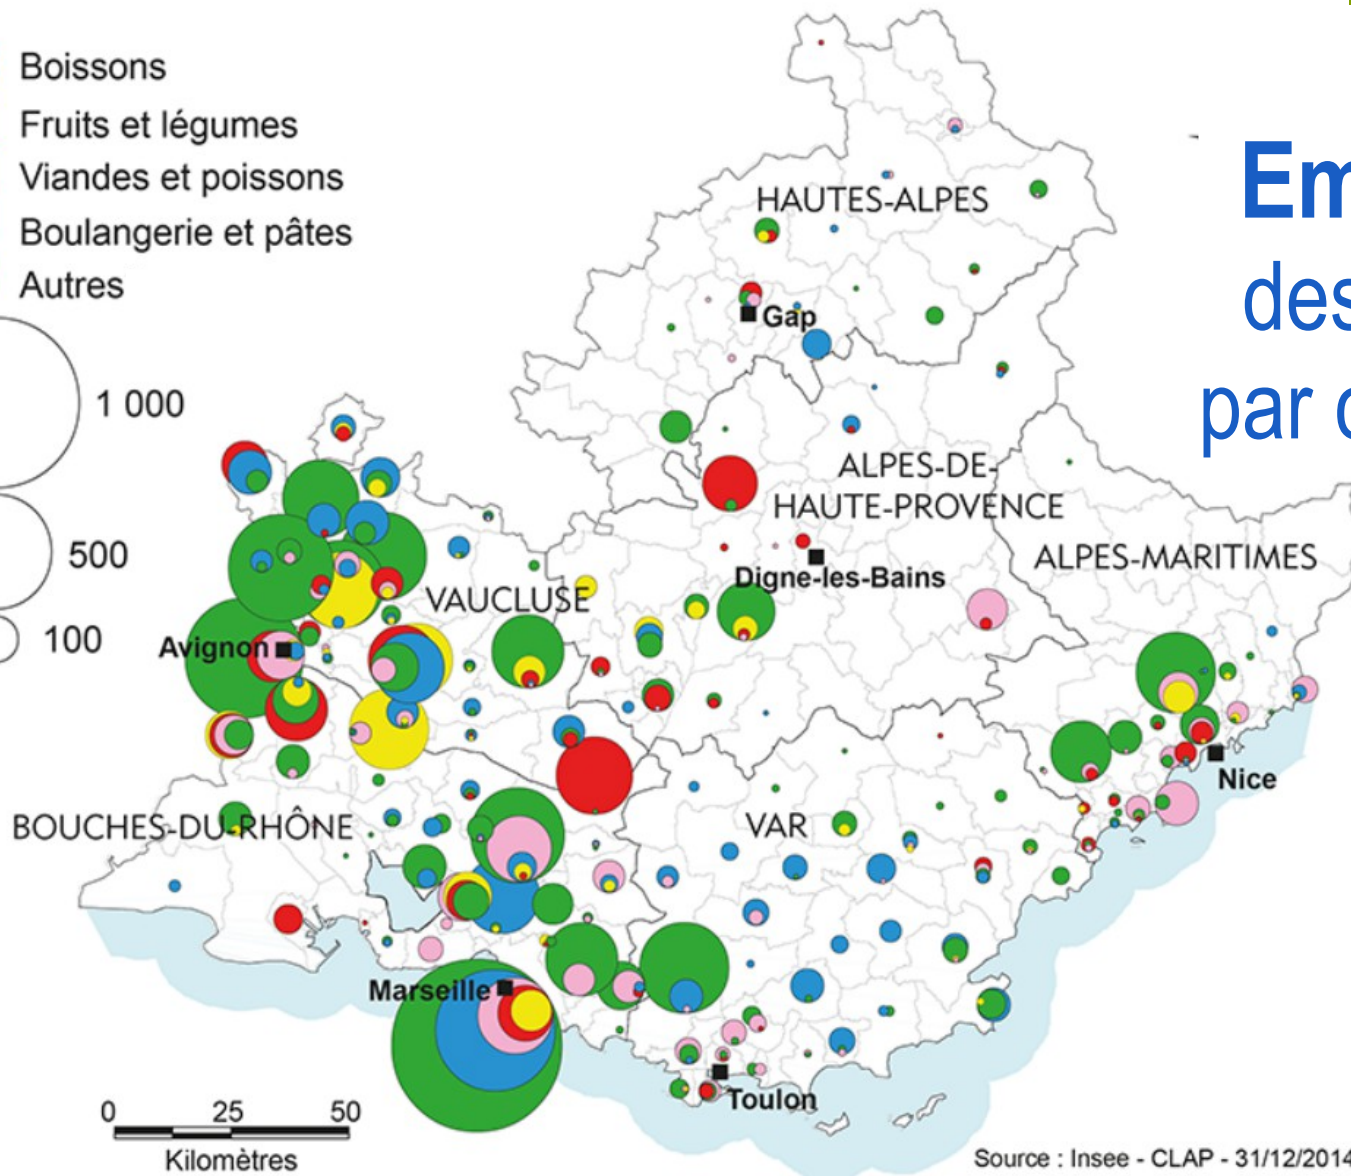 Boissons
Fruits et légumes
Viandes et poissons
Boulangerie et pâtes
Autres
1 000
500
100
Em
des
par
HAUTES-ALPES
Gap
ALPES-DE-
HAUTE-PROVENCE
Digne-les-Bains
ALPES-MARITIMES
VAUCLUSE
Avignon
Nice
BOUCHES-DU-RHÔNE
VAR
Marseille
Toulon
0 25 50
Kilomètres
Source : Insee - CLAP - 31/12/2014